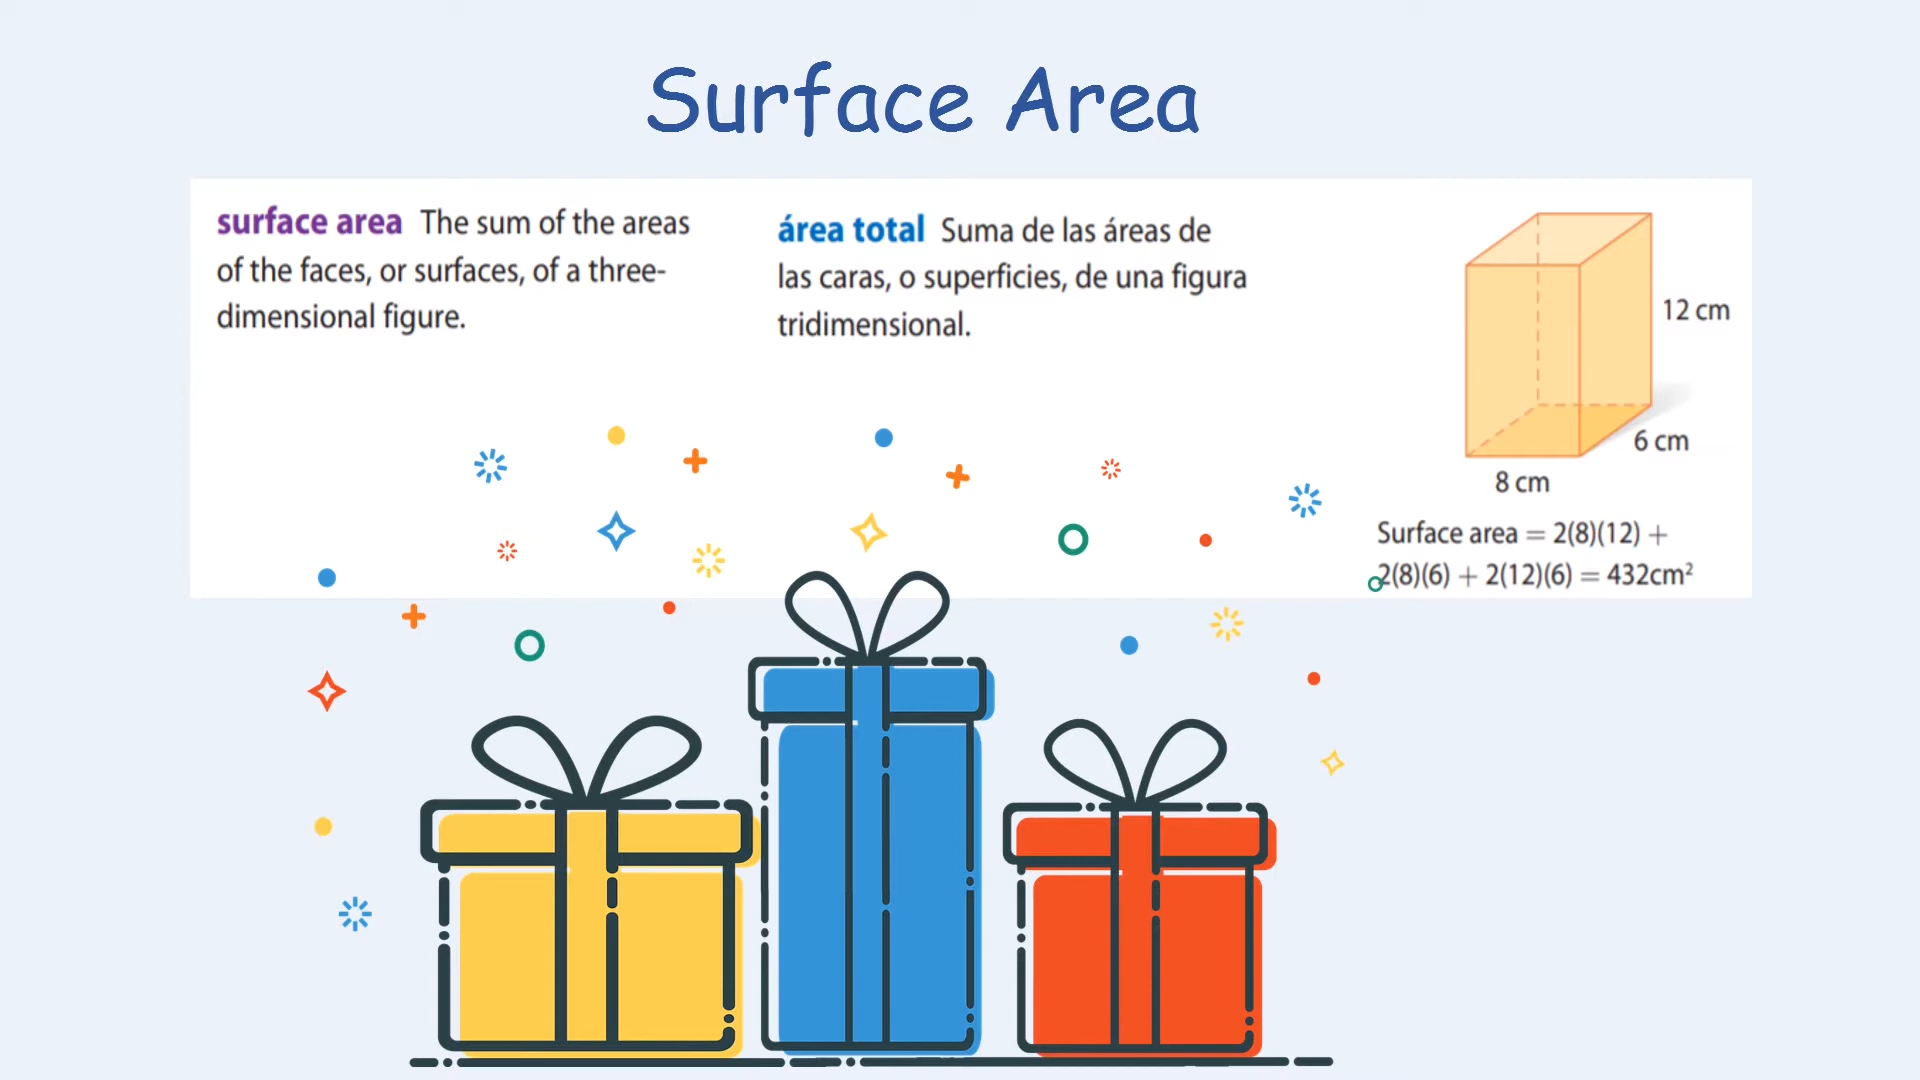 Surface Area
surface area The sum of the areas
of the faces, or surfaces, of a three-
dimensional figure.
área total Suma de las áreas de
las caras, o superficies, de una figura
tridimensional.
12 cm
6 cm
8 cm
Surface area = 2(8)(12) +
2(8)(6) + 2(12)(6) = 432cm²